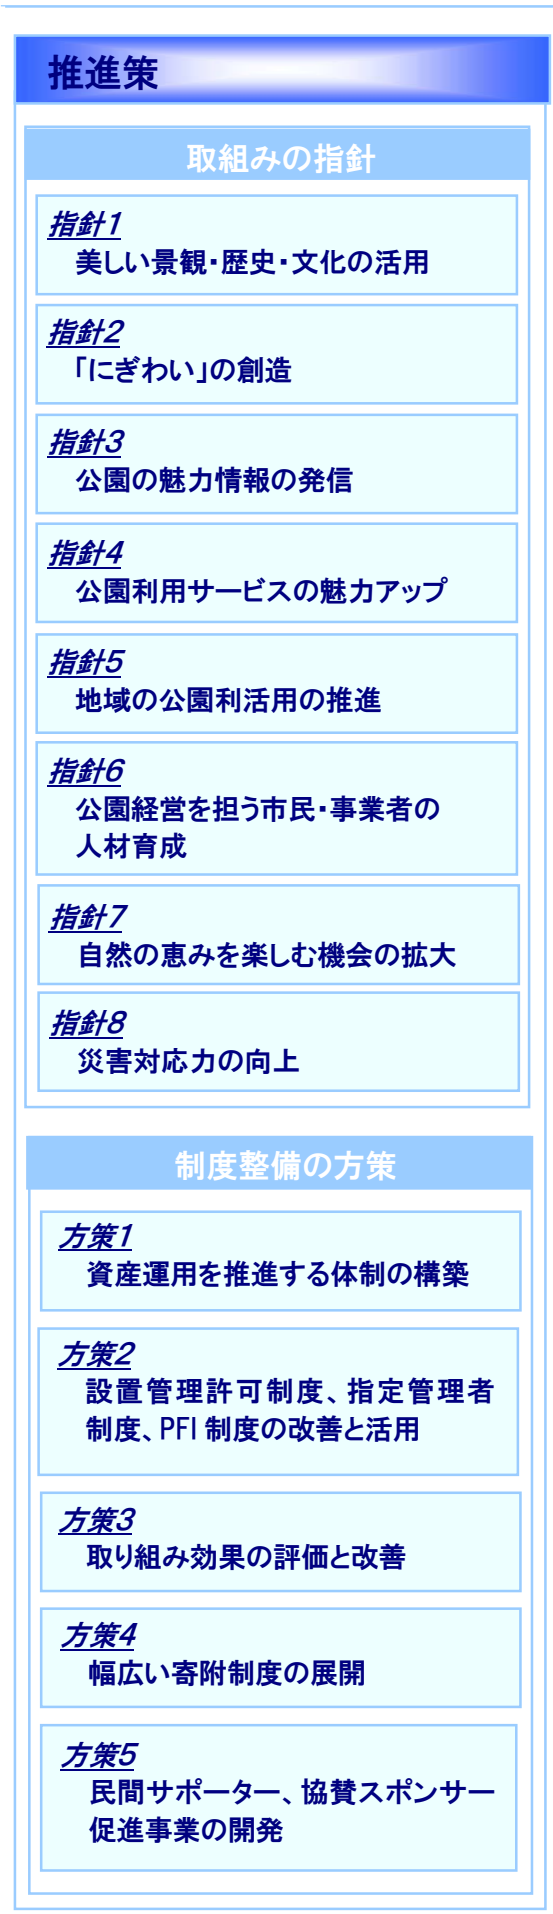 推進策
取組みの指針
指針1
美しい景観・歴史・文化の活用
指針2
「にぎわい」の創造
指針3
公園の魅力情報の発信
指針4
公園利用サービスの魅力アップ
指針5
地域の公園利活用の推進
指針6
公園経営を担う市民・事業者の
人材育成
指針7
自然の恵みを楽しむ機会の拡大
指針8
災害対応力の向上
制度整備の方策
方策1
資産運用を推進する体制の構築
方策2
設置管理許可制度、指定管理者
制度、PFI 制度の改善と活用
方策3
取り組み効果の評価と改善
方策4
幅広い寄附制度の展開
方策5
民間サポーター、協賛スポンサー
促進事業の開発